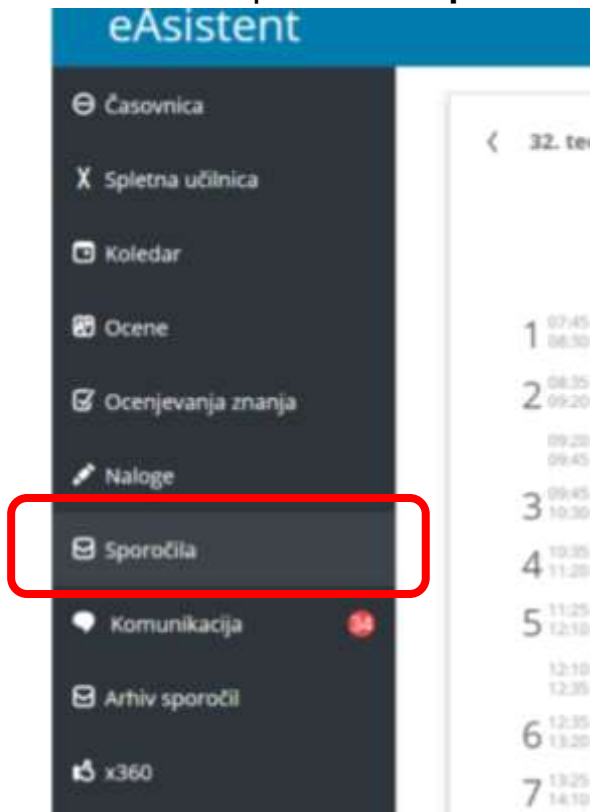 eAsistent
Časovnica
Spletna učilnica
Koledar
Ocene
Ocenjevanja znanja
Naloge
Sporočila
Komunikacija 34
Arhiv sporočil
x360
32.
1 07:45 08:30
2 08:35 09:20
09:20 09:45
3 09:45 10:30
4 10:35 11:20
5 11:25 12:10
12:10 12:35
6 12:35 13:20
7 13:25 14:10